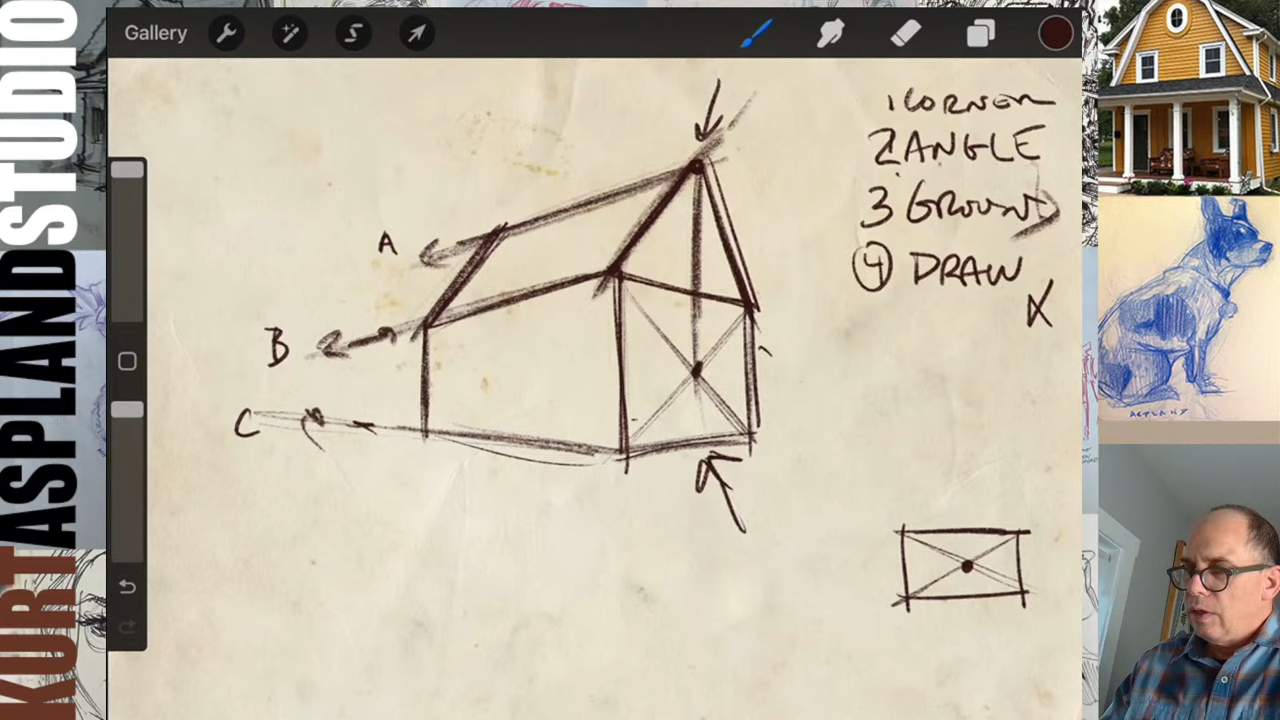 KURT ASPLAND STUDIO
Gallery
1 CORNER
2 ANGLE
3 GROUND
4 DRAW
X
A
B
C